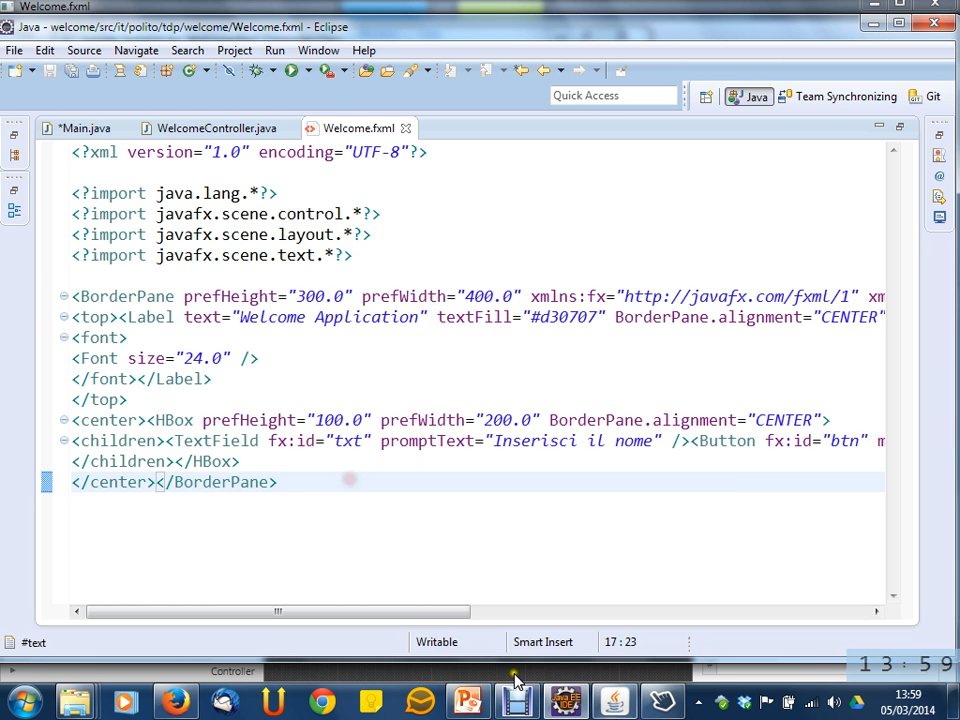 Welcome.fxml
Java - welcome/src/it/polito/tdp/welcome/Welcome.fxml - Eclipse
File Edit Source Navigate Search Project Run Window Help
Quick Access
Java
Team Synchronizing
Git
*Main.java
WelcomeController.java
Welcome.fxml
<?xml version="1.0" encoding="UTF-8"?>
<?import java.lang.*?>
<?import javafx.scene.control.*?>
<?import javafx.scene.layout.*?>
<?import javafx.scene.text.*?>
<BorderPane prefHeight="300.0" prefWidth="400.0" xmlns:fx="http://javafx.com/fxml/1" xm
<top><Label text="Welcome Application" textFill="#d30707" BorderPane.alignment="CENTER"
<font>
<Font size="24.0" />
</font></Label>
</top>
<center><HBox prefHeight="100.0" prefWidth="200.0" BorderPane.alignment="CENTER">
<children><TextField fx:id="txt" promptText="Inserisci il nome" /><Button fx:id="btn" m
</children></HBox>
</center></BorderPane>
#text
Writable
Smart Insert
17 : 23
Controller
13:59
Java EE
IDE
13:59
05/03/2014